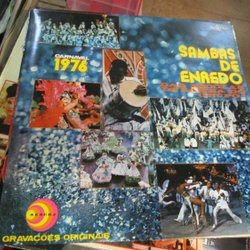 SAMBAS
DE
ENREDO
CARNAVAL
1976
GRAVAÇÕES ORIGINAIS